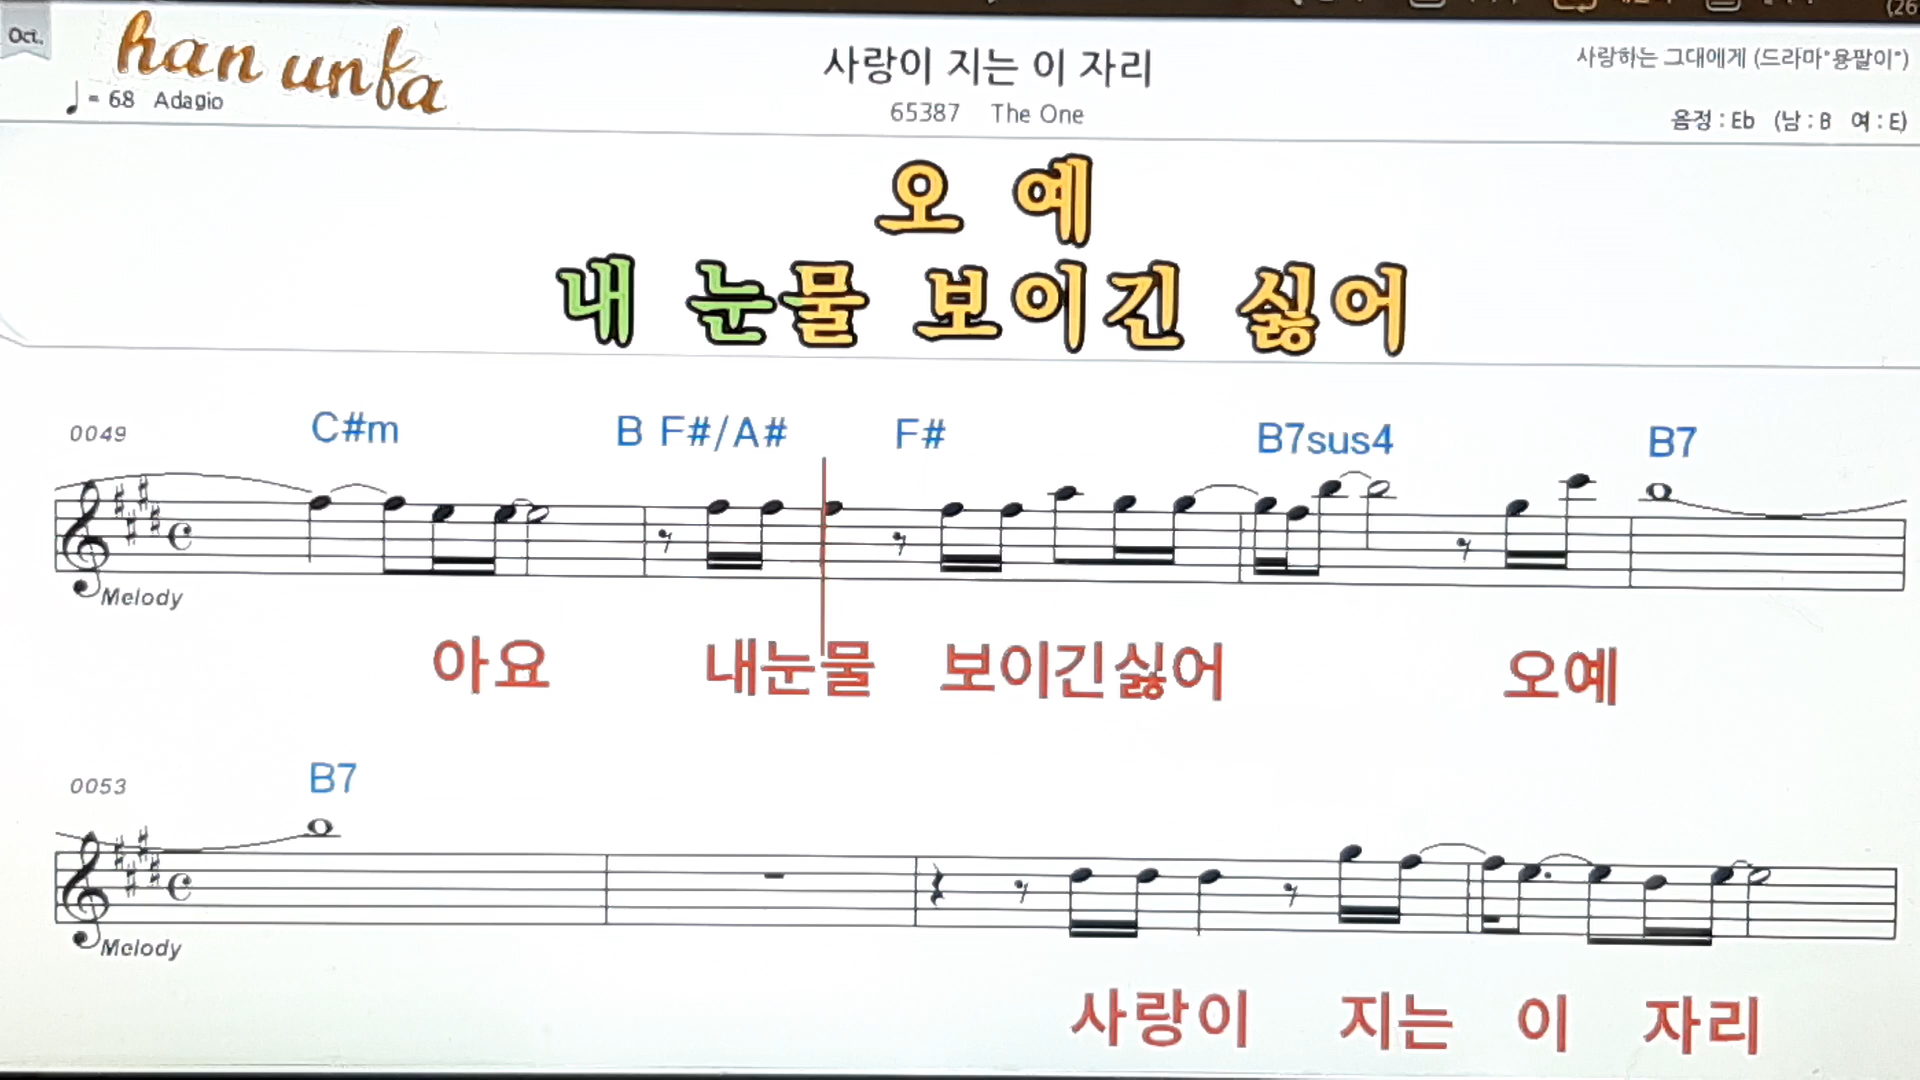 Oct.
han unfa
사랑이 지는 이 자리
사랑하는 그대에게 (드라마"용팔이")
♩= 68 Adagio
65387 The One
음정 : Eb (남 : B 여 : E)
오 예
내 눈물 보이긴 싫어
0049 C#m B F#/A# F# B7sus4 B7
Melody
아요 내눈물 보이긴싫어 오예
0053 B7
Melody
사랑이 지는 이 자리